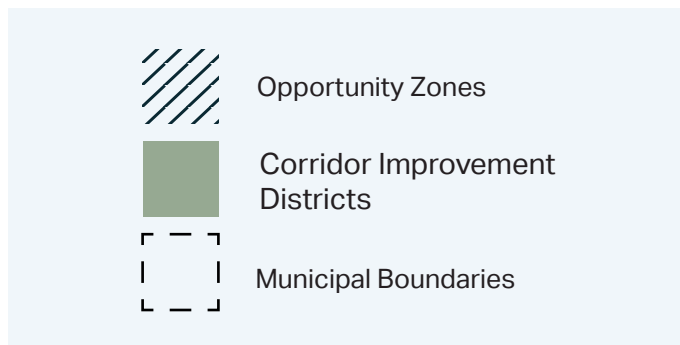 Opportunity Zones
Corridor Improvement
Districts
Municipal Boundaries